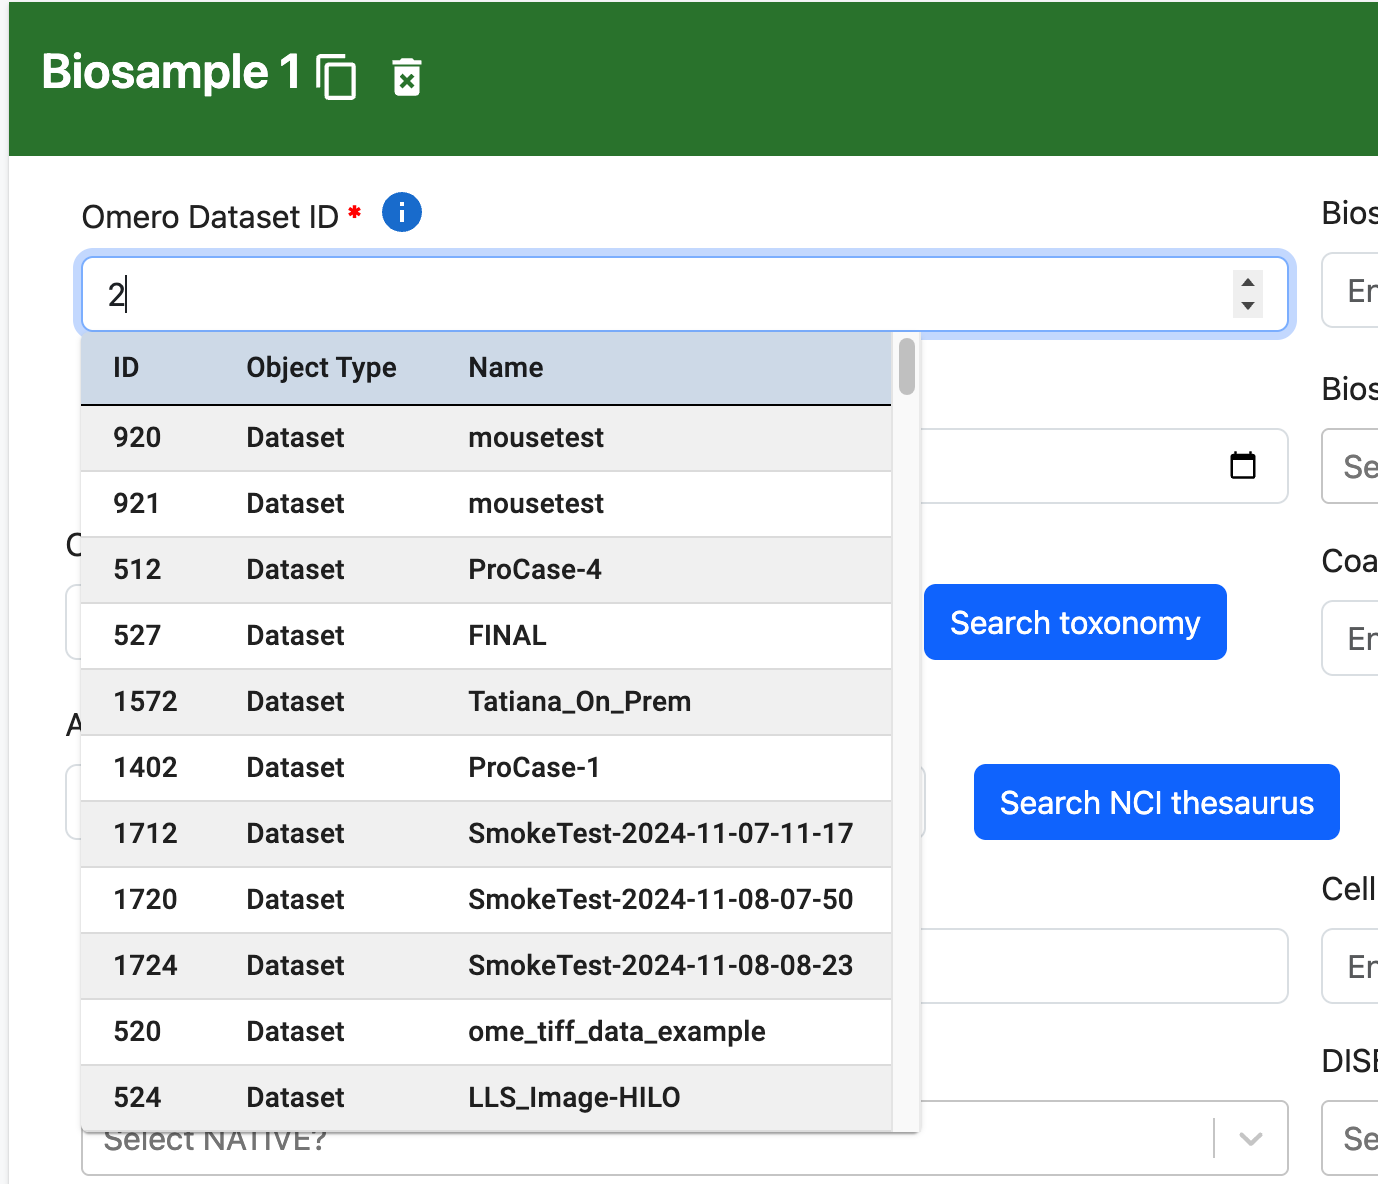 Biosample 1
Omero Dataset ID *
Bios
2
En
ID Object Type Name
920 Dataset mousetest
Bios
921 Dataset mousetest
Se
512 Dataset ProCase-4
Coa
527 Dataset FINAL
Search toxonomy
En
1572 Dataset Tatiana_On_Prem
A
1402 Dataset ProCase-1
Search NCI thesaurus
1712 Dataset SmokeTest-2024-11-07-11-17
1720 Dataset SmokeTest-2024-11-08-07-50
Cell
1724 Dataset SmokeTest-2024-11-08-08-23
En
520 Dataset ome_tiff_data_example
DISE
524 Dataset LLS_Image-HILO
Select NATIVE?
Se